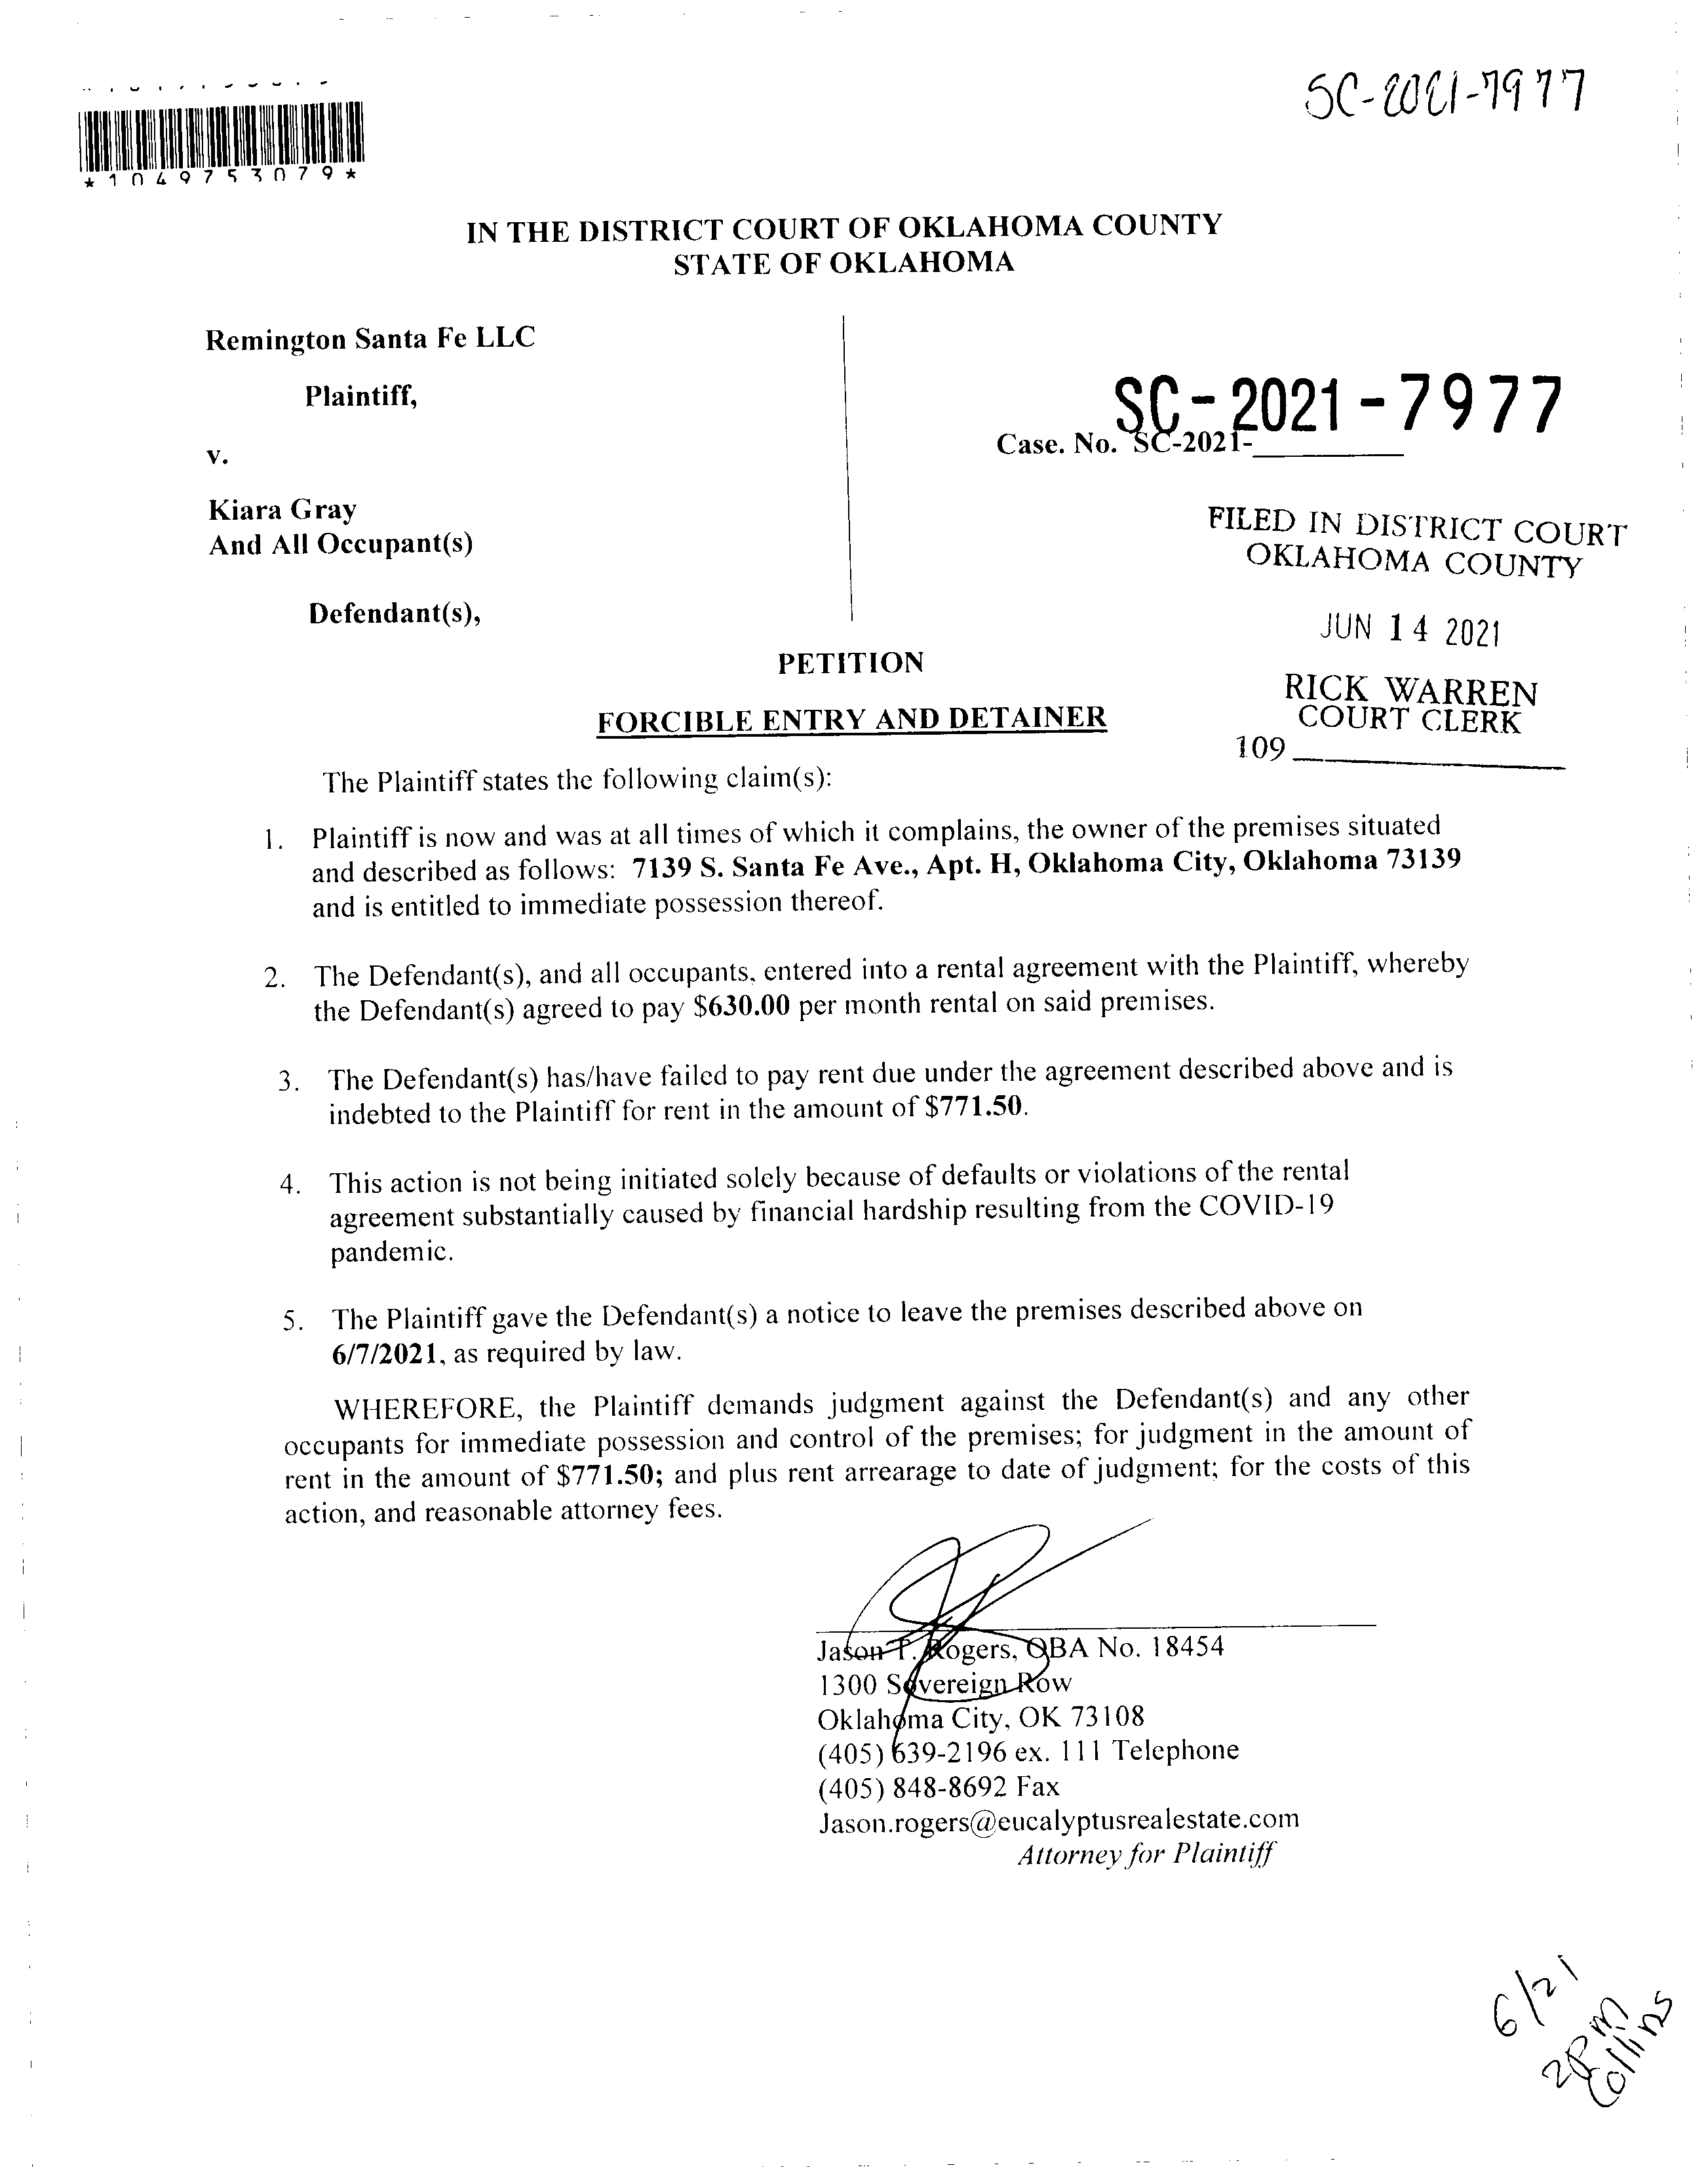 SC-2021-7977
*1049753079*
IN THE DISTRICT COURT OF OKLAHOMA COUNTY
STATE OF OKLAHOMA
Remington Santa Fe LLC
Plaintiff,
v.
Kiara Gray
And All Occupant(s)
Defendant(s),
SC-2021-7977
Case. No. SC-2021-
FILED IN DISTRICT COURT
OKLAHOMA COUNTY
JUN 14 2021
RICK WARREN
COURT CLERK
109
PETITION
FORCIBLE ENTRY AND DETAINER
The Plaintiff states the following claim(s):
1. Plaintiff is now and was at all times of which it complains, the owner of the premises situated
and described as follows: 7139 S. Santa Fe Ave., Apt. H, Oklahoma City, Oklahoma 73139
and is entitled to immediate possession thereof.
2. The Defendant(s), and all occupants, entered into a rental agreement with the Plaintiff, whereby
the Defendant(s) agreed to pay $630.00 per month rental on said premises.
3. The Defendant(s) has/have failed to pay rent due under the agreement described above and is
indebted to the Plaintiff for rent in the amount of $771.50.
4. This action is not being initiated solely because of defaults or violations of the rental
agreement substantially caused by financial hardship resulting from the COVID-19
pandemic.
5. The Plaintiff gave the Defendant(s) a notice to leave the premises described above on
6/7/2021, as required by law.
WHEREFORE, the Plaintiff demands judgment against the Defendant(s) and any other
occupants for immediate possession and control of the premises; for judgment in the amount of
rent in the amount of $771.50; and plus rent arrearage to date of judgment; for the costs of this
action, and reasonable attorney fees.
Jason T. Rogers, OBA No. 18454
1300 Sovereign Row
Oklahoma City, OK 73108
(405) 639-2196 ex. 111 Telephone
(405) 848-8692 Fax
Jason.rogers@eucalyptusrealestate.com
Attorney for Plaintiff
6/21
2pm
Collins